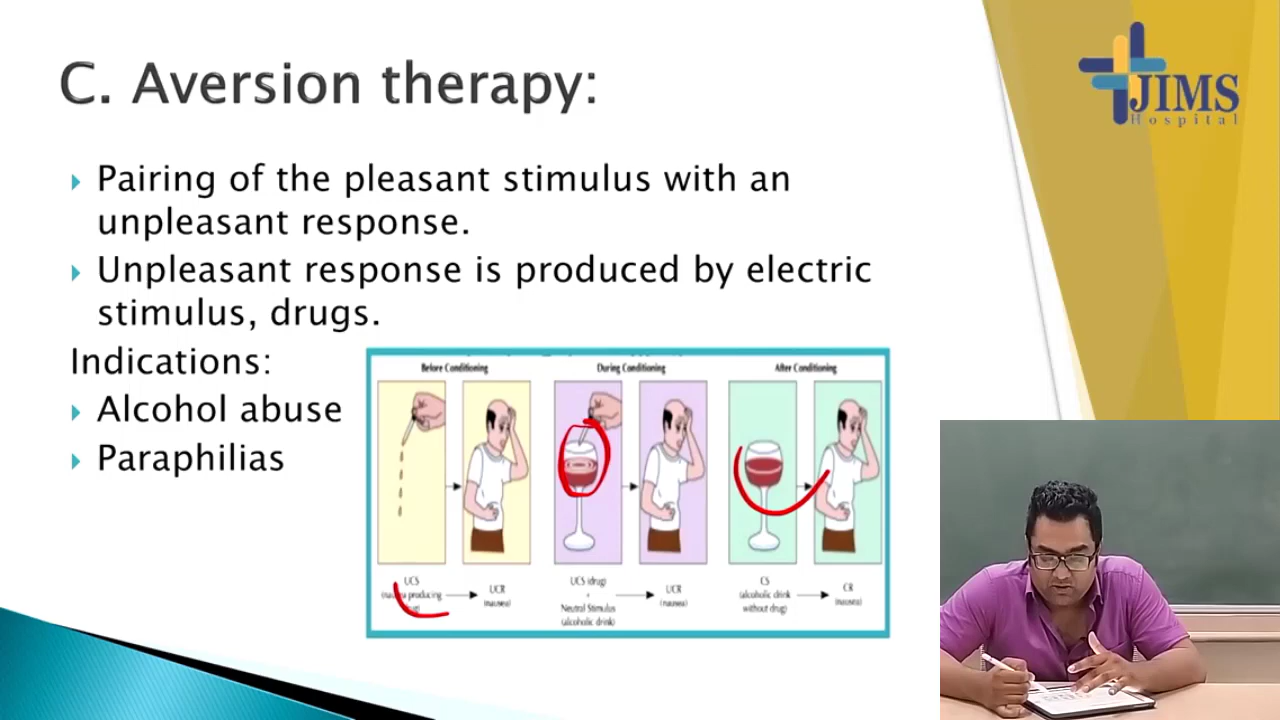 C. Aversion therapy:
JIMS
Hospital
Pairing of the pleasant stimulus with an
unpleasant response.
Unpleasant response is produced by electric
stimulus, drugs.
Indications:
Alcohol abuse
Paraphilias
Before Conditioning
During Conditioning
After Conditioning
UCS
producing
UCR
(nausea)
UCS (drug)
+
Neutral Stimulus
(alcoholic drink)
UCR
(nausea)
CS
(alcoholic drink
without drug)
CR
(nausea)